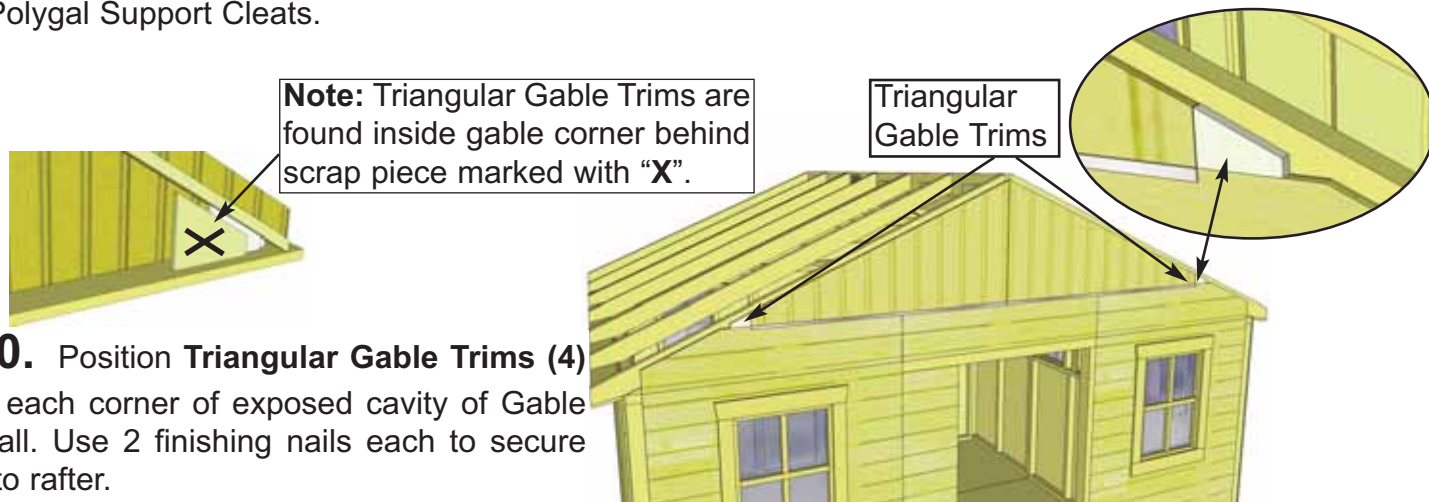 Polygal Support Cleats.
Note: Triangular Gable Trims are
found inside gable corner behind
scrap piece marked with “X”.
Triangular
Gable Trims
X
0. Position Triangular Gable Trims (4)
each corner of exposed cavity of Gable
all. Use 2 finishing nails each to secure
to rafter.